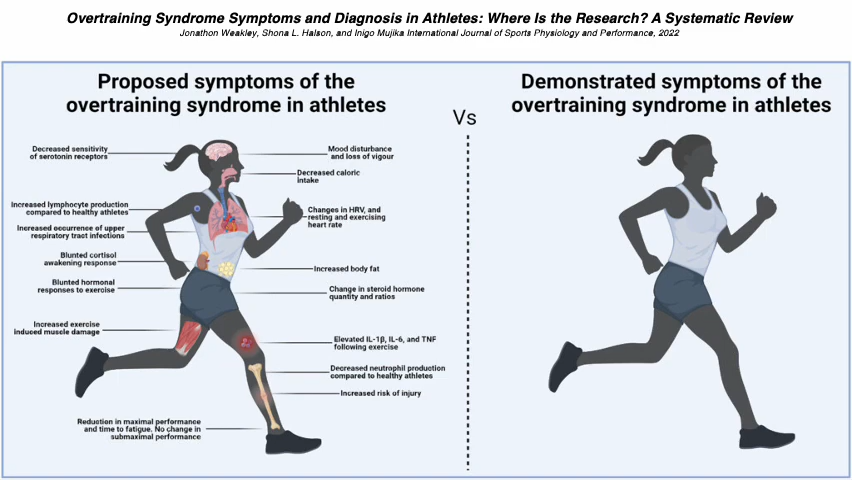 Overtraining Syndrome Symptoms and Diagnosis in Athletes: Where Is the Research? A Systematic Review
Jonathon Weakley, Shona L. Halson, and Inigo Mujika International Journal of Sports Physiology and Performance, 2022
Proposed symptoms of the
overtraining syndrome in athletes
Decreased sensitivity
of serotonin receptors
Mood disturbance
and loss of vigour
Decreased caloric
intake
Increased lymphocyte production
compared to healthy athletes
Changes in HRV, and
resting and exercising
heart rate
Increased occurrence of upper
respiratory tract infections
Blunted cortisol
awakening response
Increased body fat
Blunted hormonal
responses to exercise
Change in steroid hormone
quantity and ratios
Increased exercise
induced muscle damage
Elevated IL-1β, IL-6, and TNF
following exercise
Decreased neutrophil production
compared to healthy athletes
Increased risk of injury
Reduction in maximal performance
and time to fatigue. No change in
submaximal performance
Vs
Demonstrated symptoms of the
overtraining syndrome in athletes